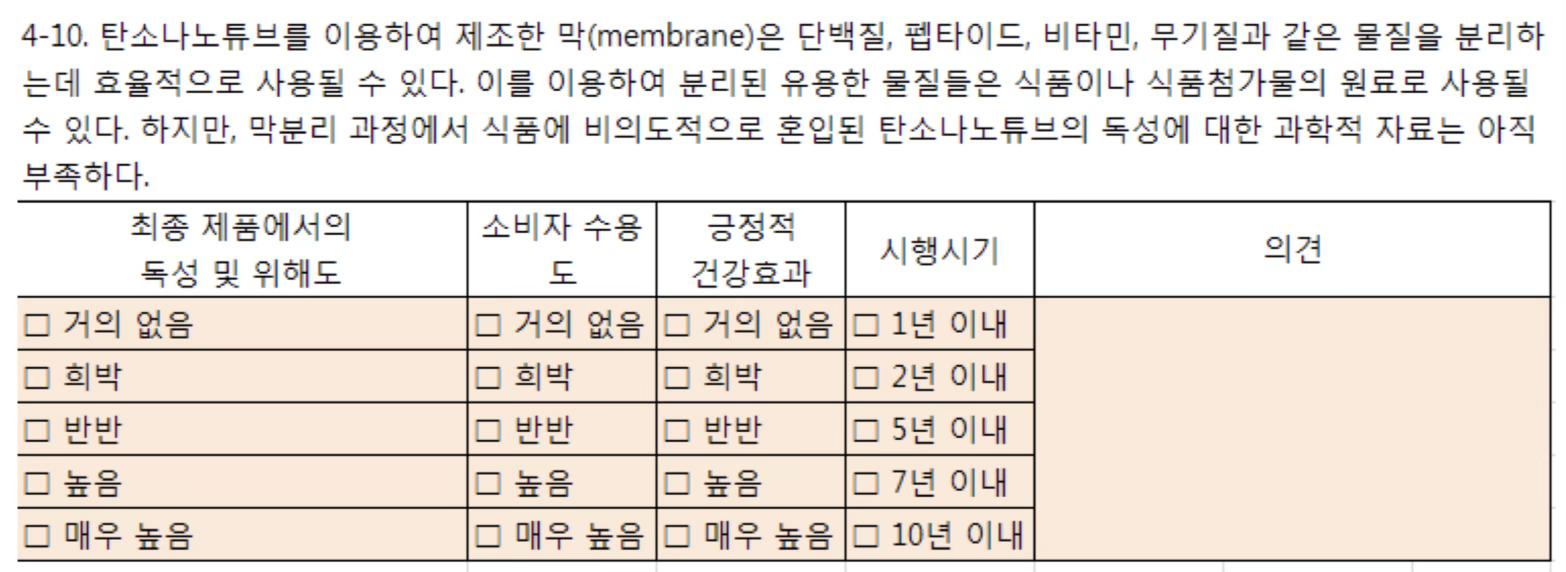 4-10. 탄소나노튜브를 이용하여 제조한 막(membrane)은 단백질, 펩타이드, 비타민, 무기질과 같은 물질을 분리하
는데 효율적으로 사용될 수 있다. 이를 이용하여 분리된 유용한 물질들은 식품이나 식품첨가물의 원료로 사용될
수 있다. 하지만, 막분리 과정에서 식품에 비의도적으로 혼입된 탄소나노튜브의 독성에 대한 과학적 자료는 아직
부족하다.
최종 제품에서의
독성 및 위해도
소비자 수용
도
긍정적
건강효과
시행시기
의견
□ 거의 없음 □ 거의 없음 □ 거의 없음 □ 1년 이내
□ 희박 □ 희박 □ 희박 □ 2년 이내
□ 반반 □ 반반 □ 반반 □ 5년 이내
□ 높음 □ 높음 □ 높음 □ 7년 이내
□ 매우 높음 □ 매우 높음 □ 매우 높음 □ 10년 이내